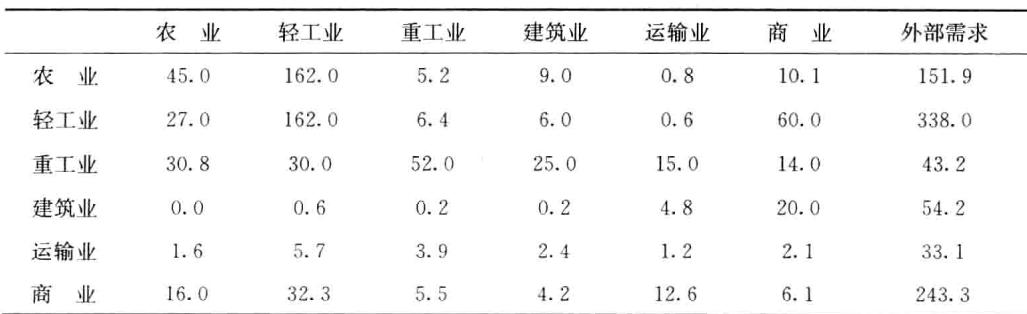 农 业 轻工业 重工业 建筑业 运输业 商 业 外部需求
农 业 45.0 162.0 5.2 9.0 0.8 10.1 151.9
轻工业 27.0 162.0 6.4 6.0 0.6 60.0 338.0
重工业 30.8 30.0 52.0 25.0 15.0 14.0 43.2
建筑业 0.0 0.6 0.2 0.2 4.8 20.0 54.2
运输业 1.6 5.7 3.9 2.4 1.2 2.1 33.1
商 业 16.0 32.3 5.5 4.2 12.6 6.1 243.3